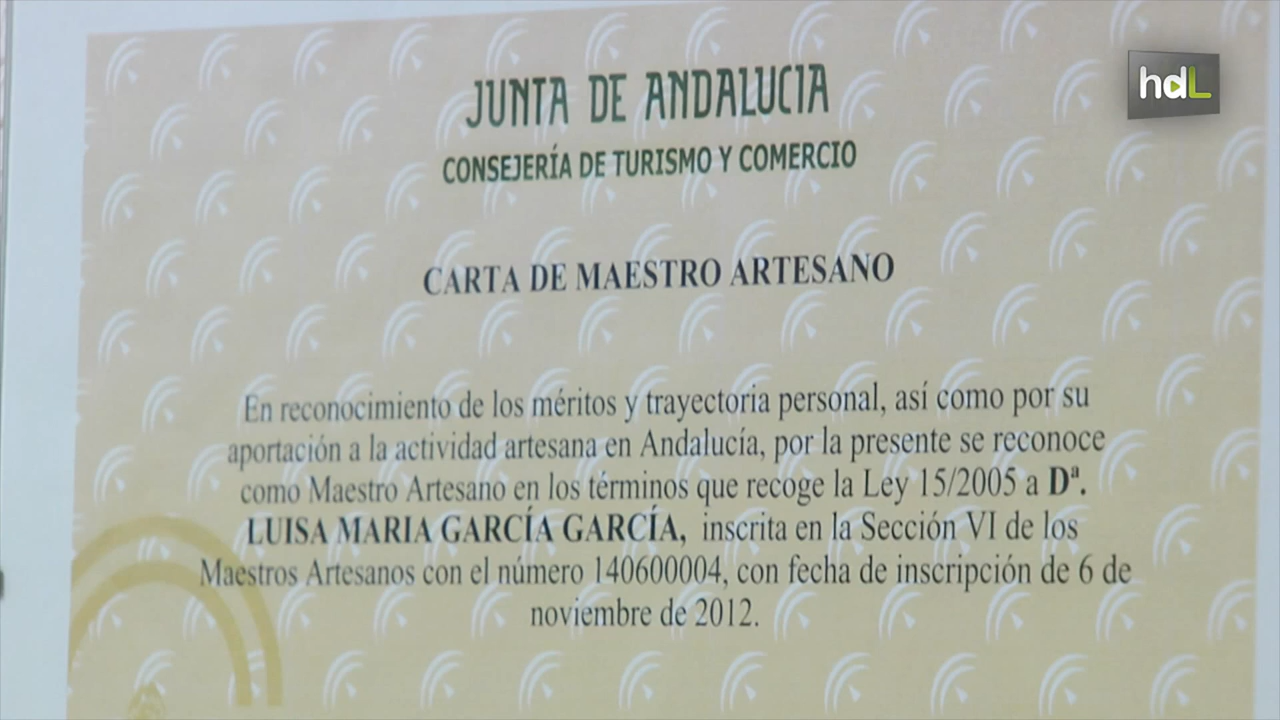 hdL
JUNTA DE ANDALUCIA
CONSEJERÍA DE TURISMO Y COMERCIO
CARTA DE MAESTRO ARTESANO
En reconocimiento de los méritos y trayectoria personal, así como por su
aportación a la actividad artesana en Andalucía, por la presente se reconoce
como Maestro Artesano en los términos que recoge la Ley 15/2005 a Dª.
LUISA MARIA GARCÍA GARCÍA, inscrita en la Sección VI de los
Maestros Artesanos con el número 140600004, con fecha de inscripción de 6 de
noviembre de 2012.